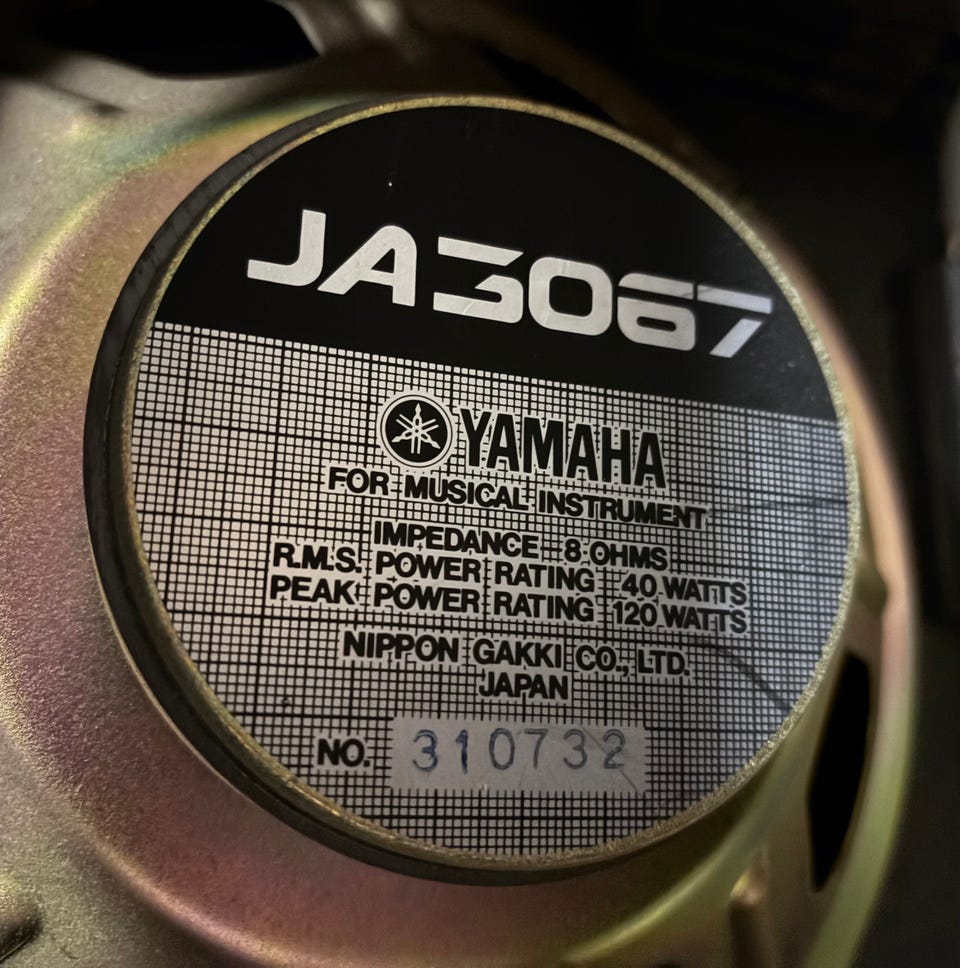 JA3067
YAMAHA
FOR MUSICAL INSTRUMENT
IMPEDANCE 8 OHMS
R.M.S. POWER RATING 40 WATTS
PEAK POWER RATING 120 WATTS
NIPPON GAKKI CO., LTD.
JAPAN
NO. 310732